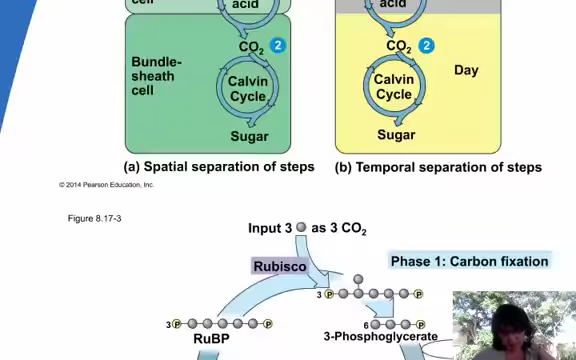 cell
acid
acid
CO2
2
CO2
2
Bundle-
sheath
cell
Calvin
Cycle
Calvin
Cycle
Day
Sugar
Sugar
(a) Spatial separation of steps
(b) Temporal separation of steps
© 2014 Pearson Education, Inc.
Figure 8.17-3
Input 3 as 3 CO2
Rubisco
Phase 1: Carbon fixation
3 P P
3 P P
6 P
RuBP
3-Phosphoglycerate